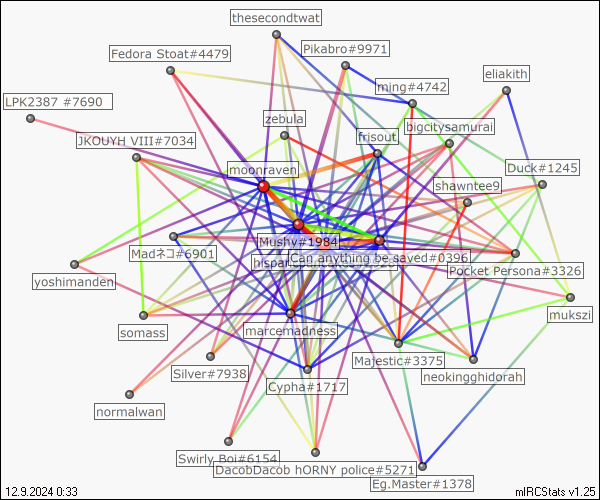 thesecondtwat
Pikabro#9971
Fedora Stoat#4479
eliakith
ming#4742
LPK2387 #7690
zebula
bigcitysamurai
frisout
JKOUYH VIII#7034
moonraven
Duck#1245
shawntee9
Mushy#1984
Madネコ#6901
Can anything be saved#0396
Pocket Persona#3326
yoshimanden
mukszi
somass
marcemadness
Majestic#3375
Silver#7938
neokingghidorah
Cypha#1717
normalwan
Swirly Boi#6154
DacobDacob hORNY police#5271
Eg.Master#1378
12.9.2024 0:33
mIRCStats v1.25